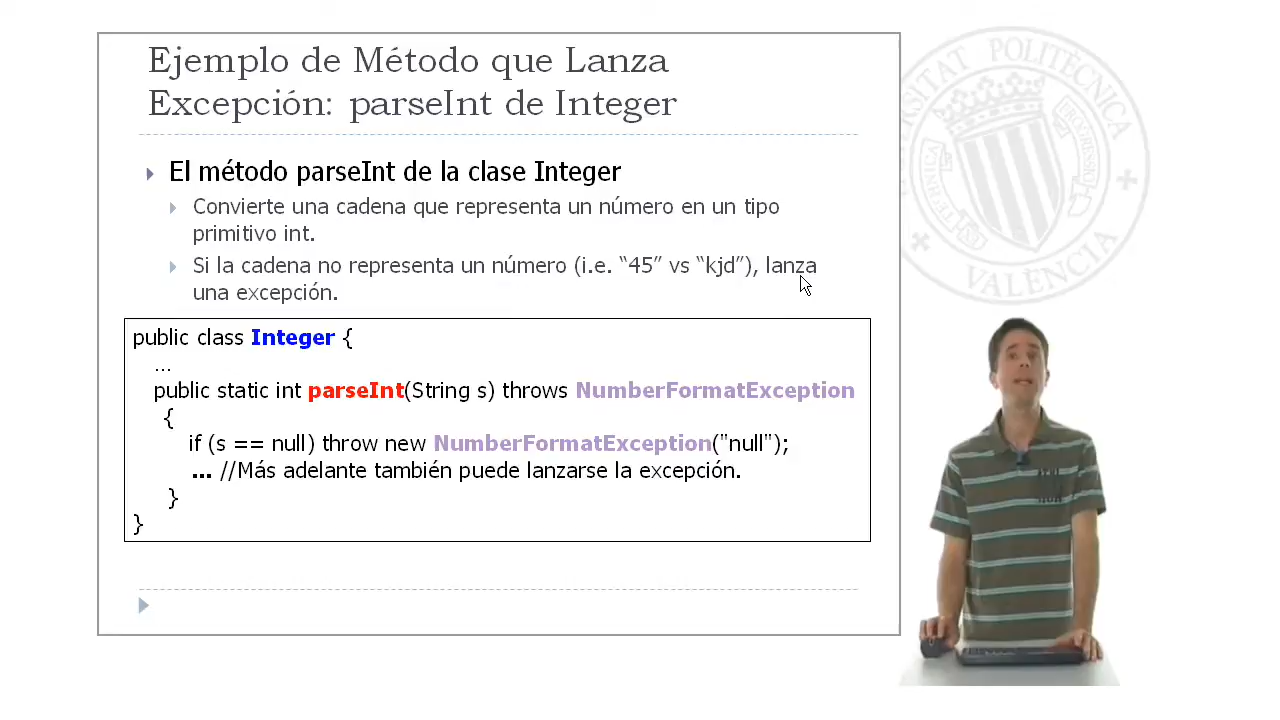 Ejemplo de Método que Lanza
Excepción: parseInt de Integer
El método parseInt de la clase Integer
Convierte una cadena que representa un número en un tipo
primitivo int.
Si la cadena no representa un número (i.e. “45” vs “kjd”), lanza
una excepción.
public class Integer {
...
public static int parseInt(String s) throws NumberFormatException
{
if (s == null) throw new NumberFormatException("null");
... //Más adelante también puede lanzarse la excepción.
}
}
UNIVERSITAT POLITÈCNICA
VALÈNCIA